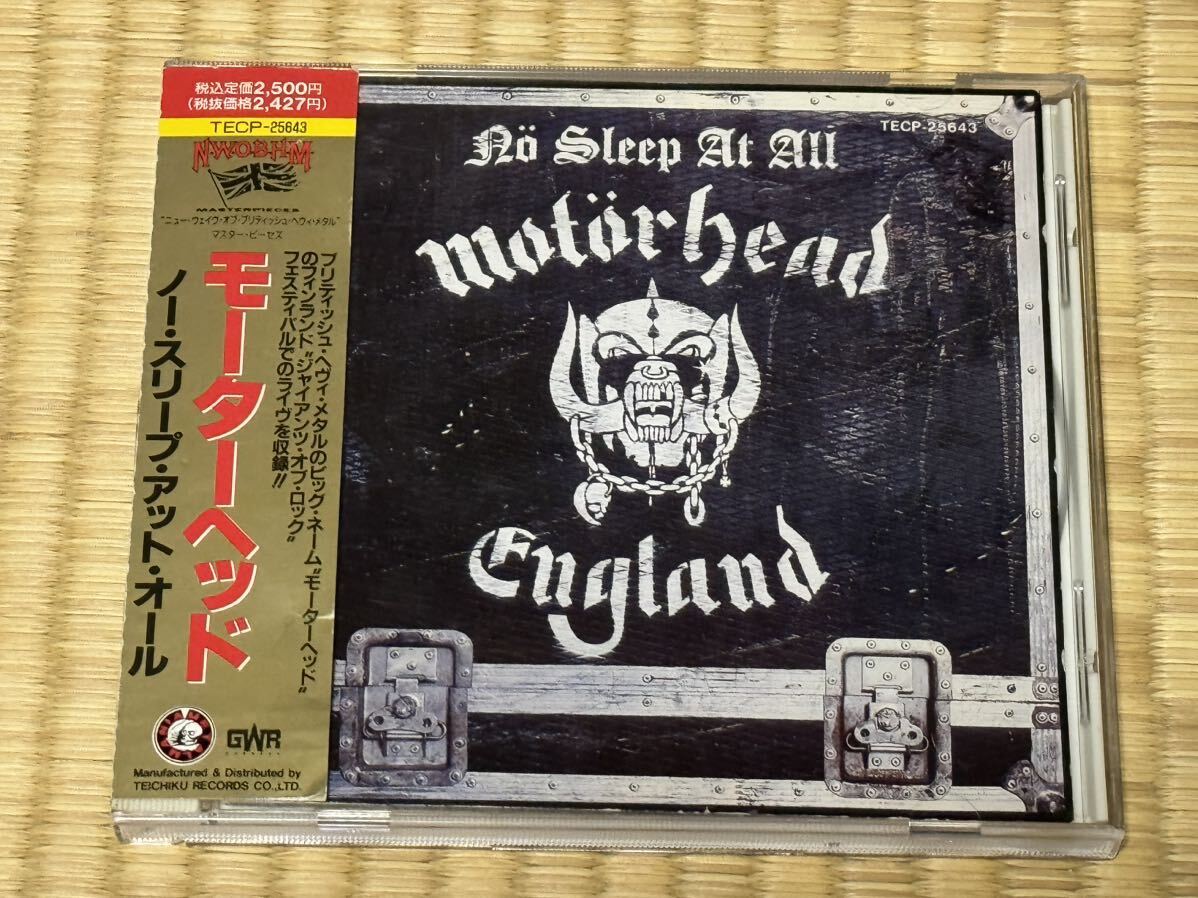 税込定価2,500円
(税抜価格2,427円)
TECP-25643
NWOBHM
MASTERPIECES
"ニュー・ウェイヴ・オブ・ブリティッシュ・ヘヴィ・メタル"
マスター・ピーセズ
モーターヘッド
ノー・スリープ・アット・オール
ブリティッシュ・ヘヴィ・メタルのビッグ・ネーム"モーターヘッド"
のフィンランド"ジャイアンツ・オブ・ロック"
フェスティバルでのライヴを収録!!
GWR
Manufactured & Distributed by
TEICHIKU RECORDS CO.,LTD.
TECP-25643
Nö Sleep At All
Motörhead
England